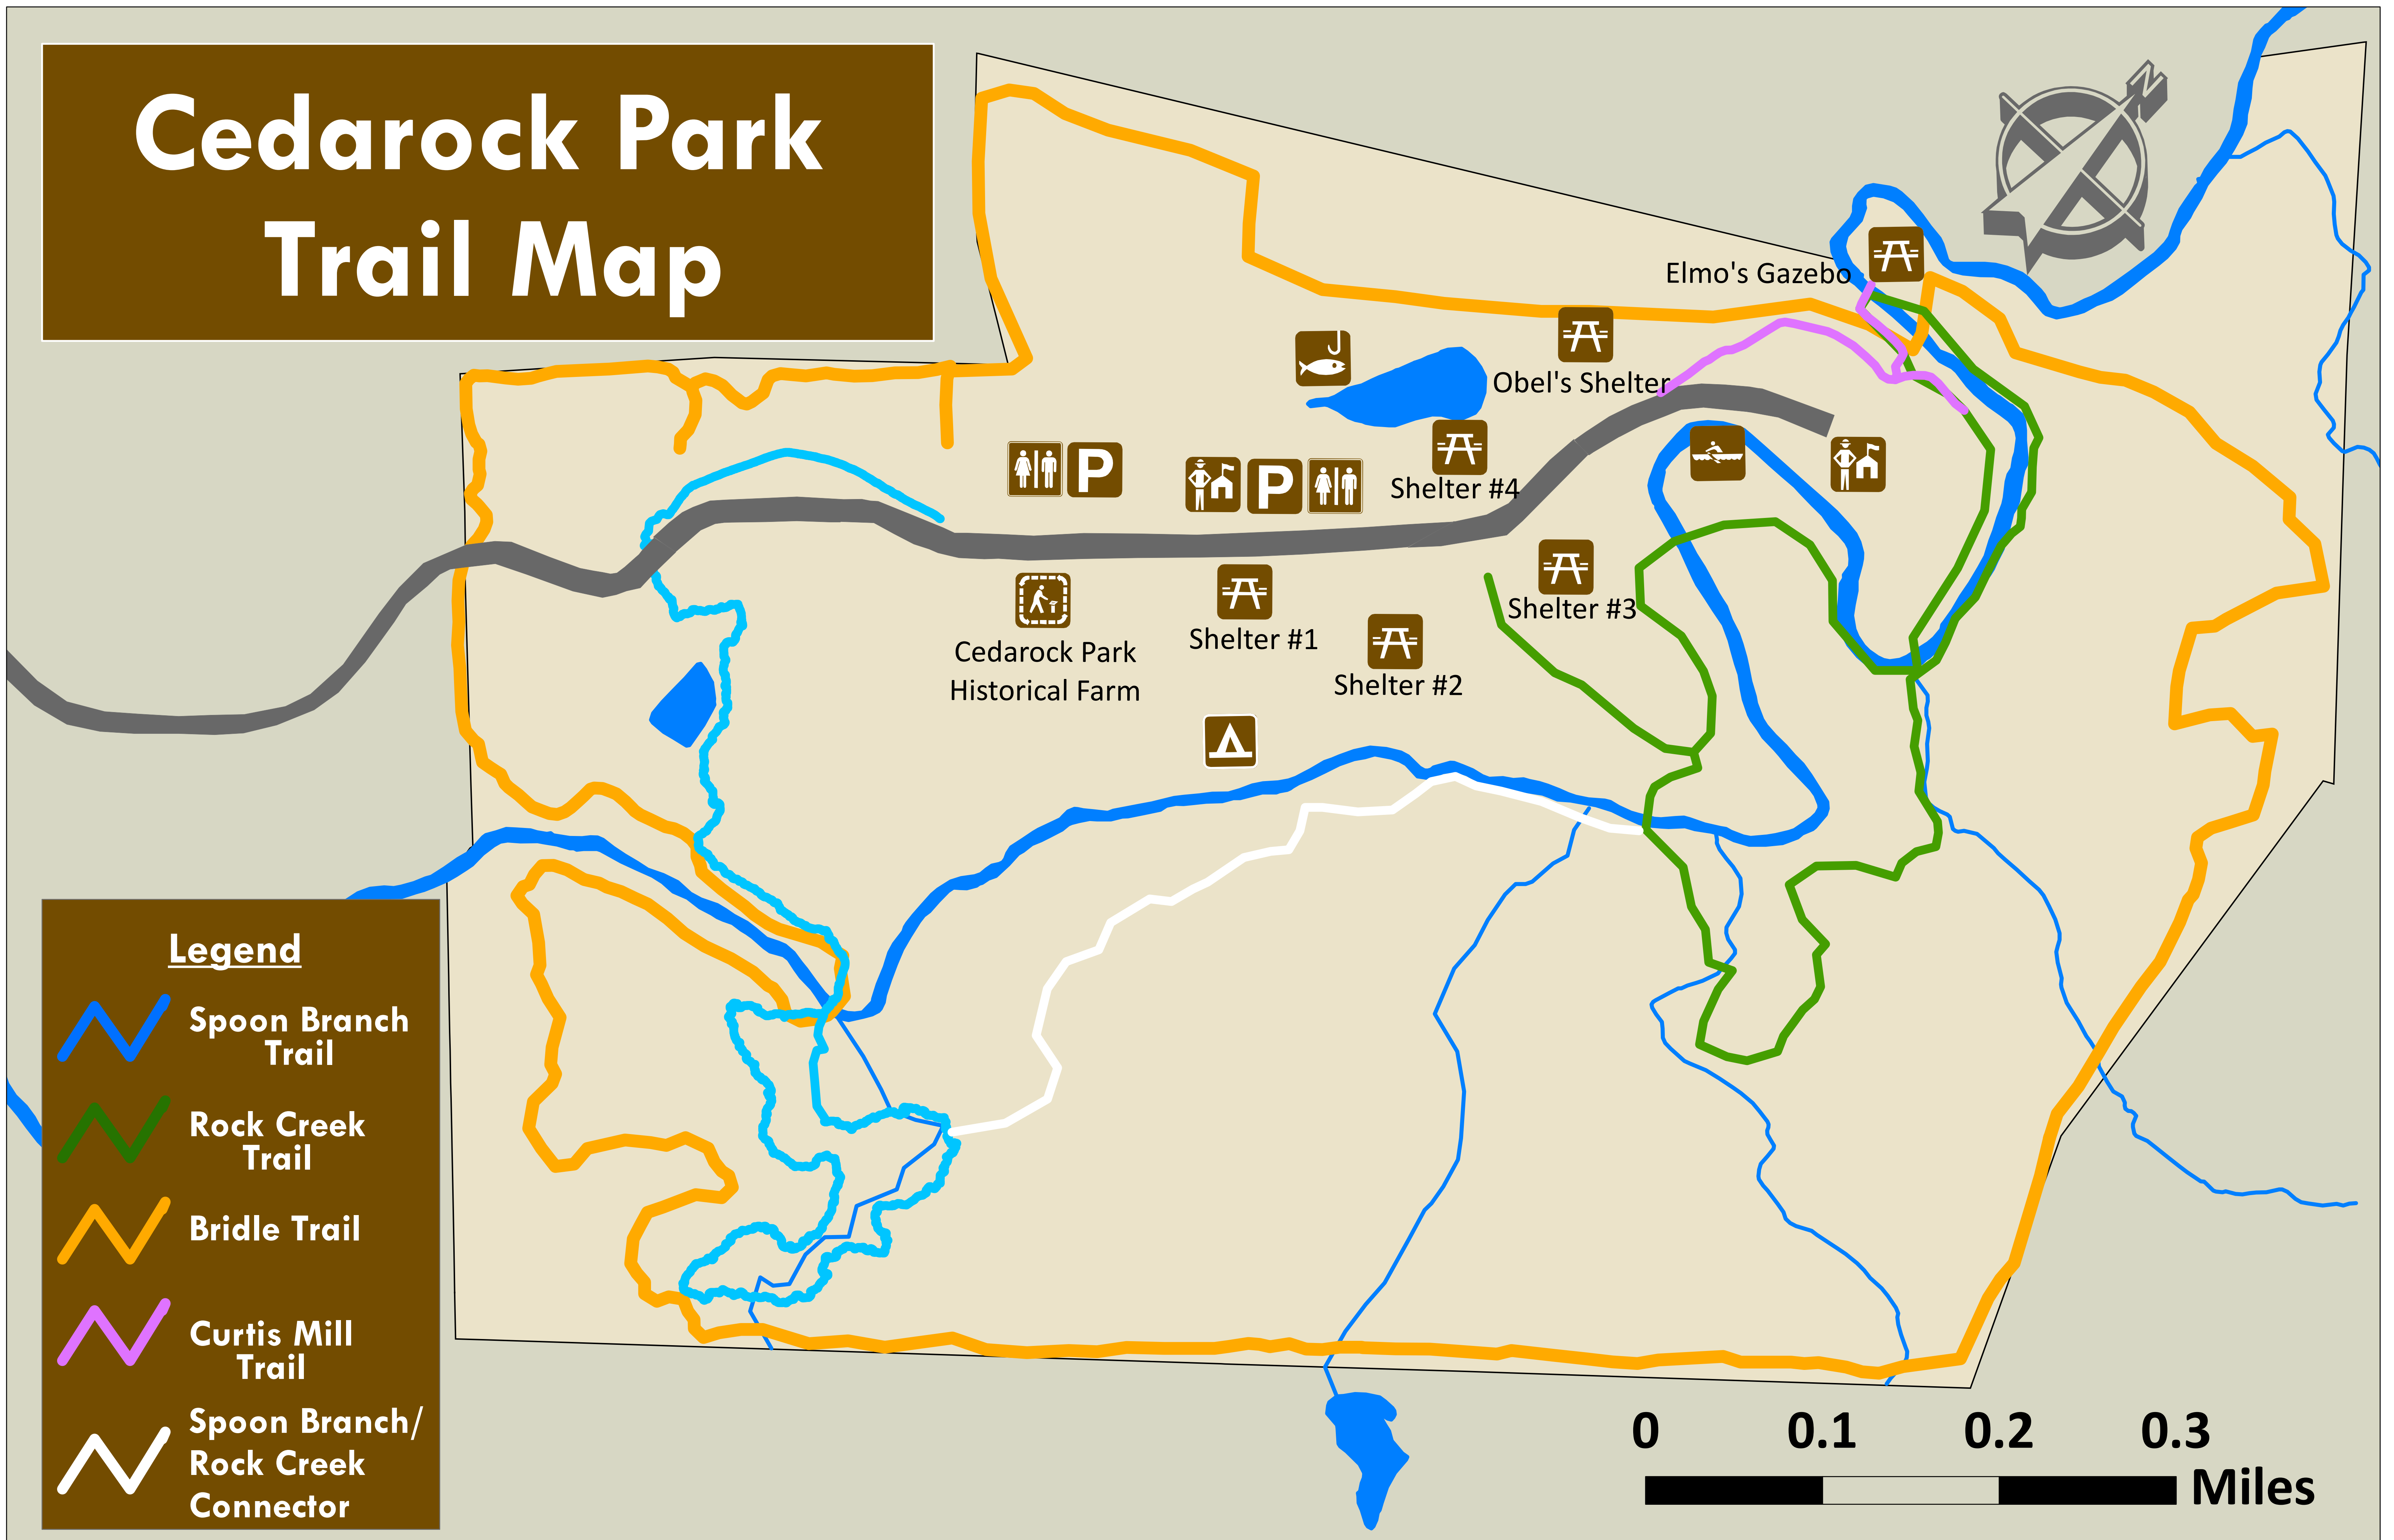 Cedarock Park
Trail Map
N
Elmo's Gazebo
Obel's Shelter
P
P
Shelter #4
Shelter #3
Cedarock Park
Historical Farm
Shelter #1
Shelter #2
Legend
Spoon Branch
Trail
Rock Creek
Trail
Bridle Trail
Curtis Mill
Trail
Spoon Branch/
Rock Creek
Connector
0 0.1 0.2 0.3
Miles